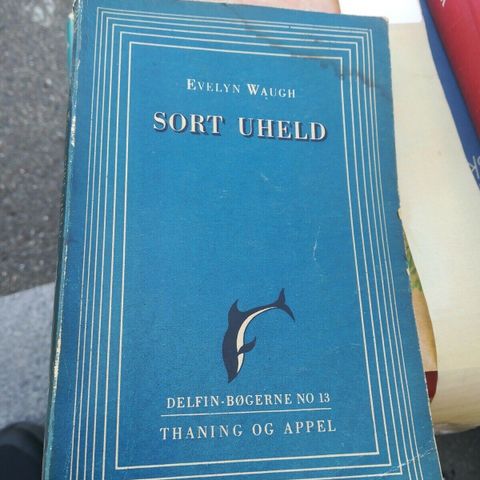 EVELYN WAUGH
SORT UHELD
DELFIN-BØGERNE NO 13
THANING OG APPEL